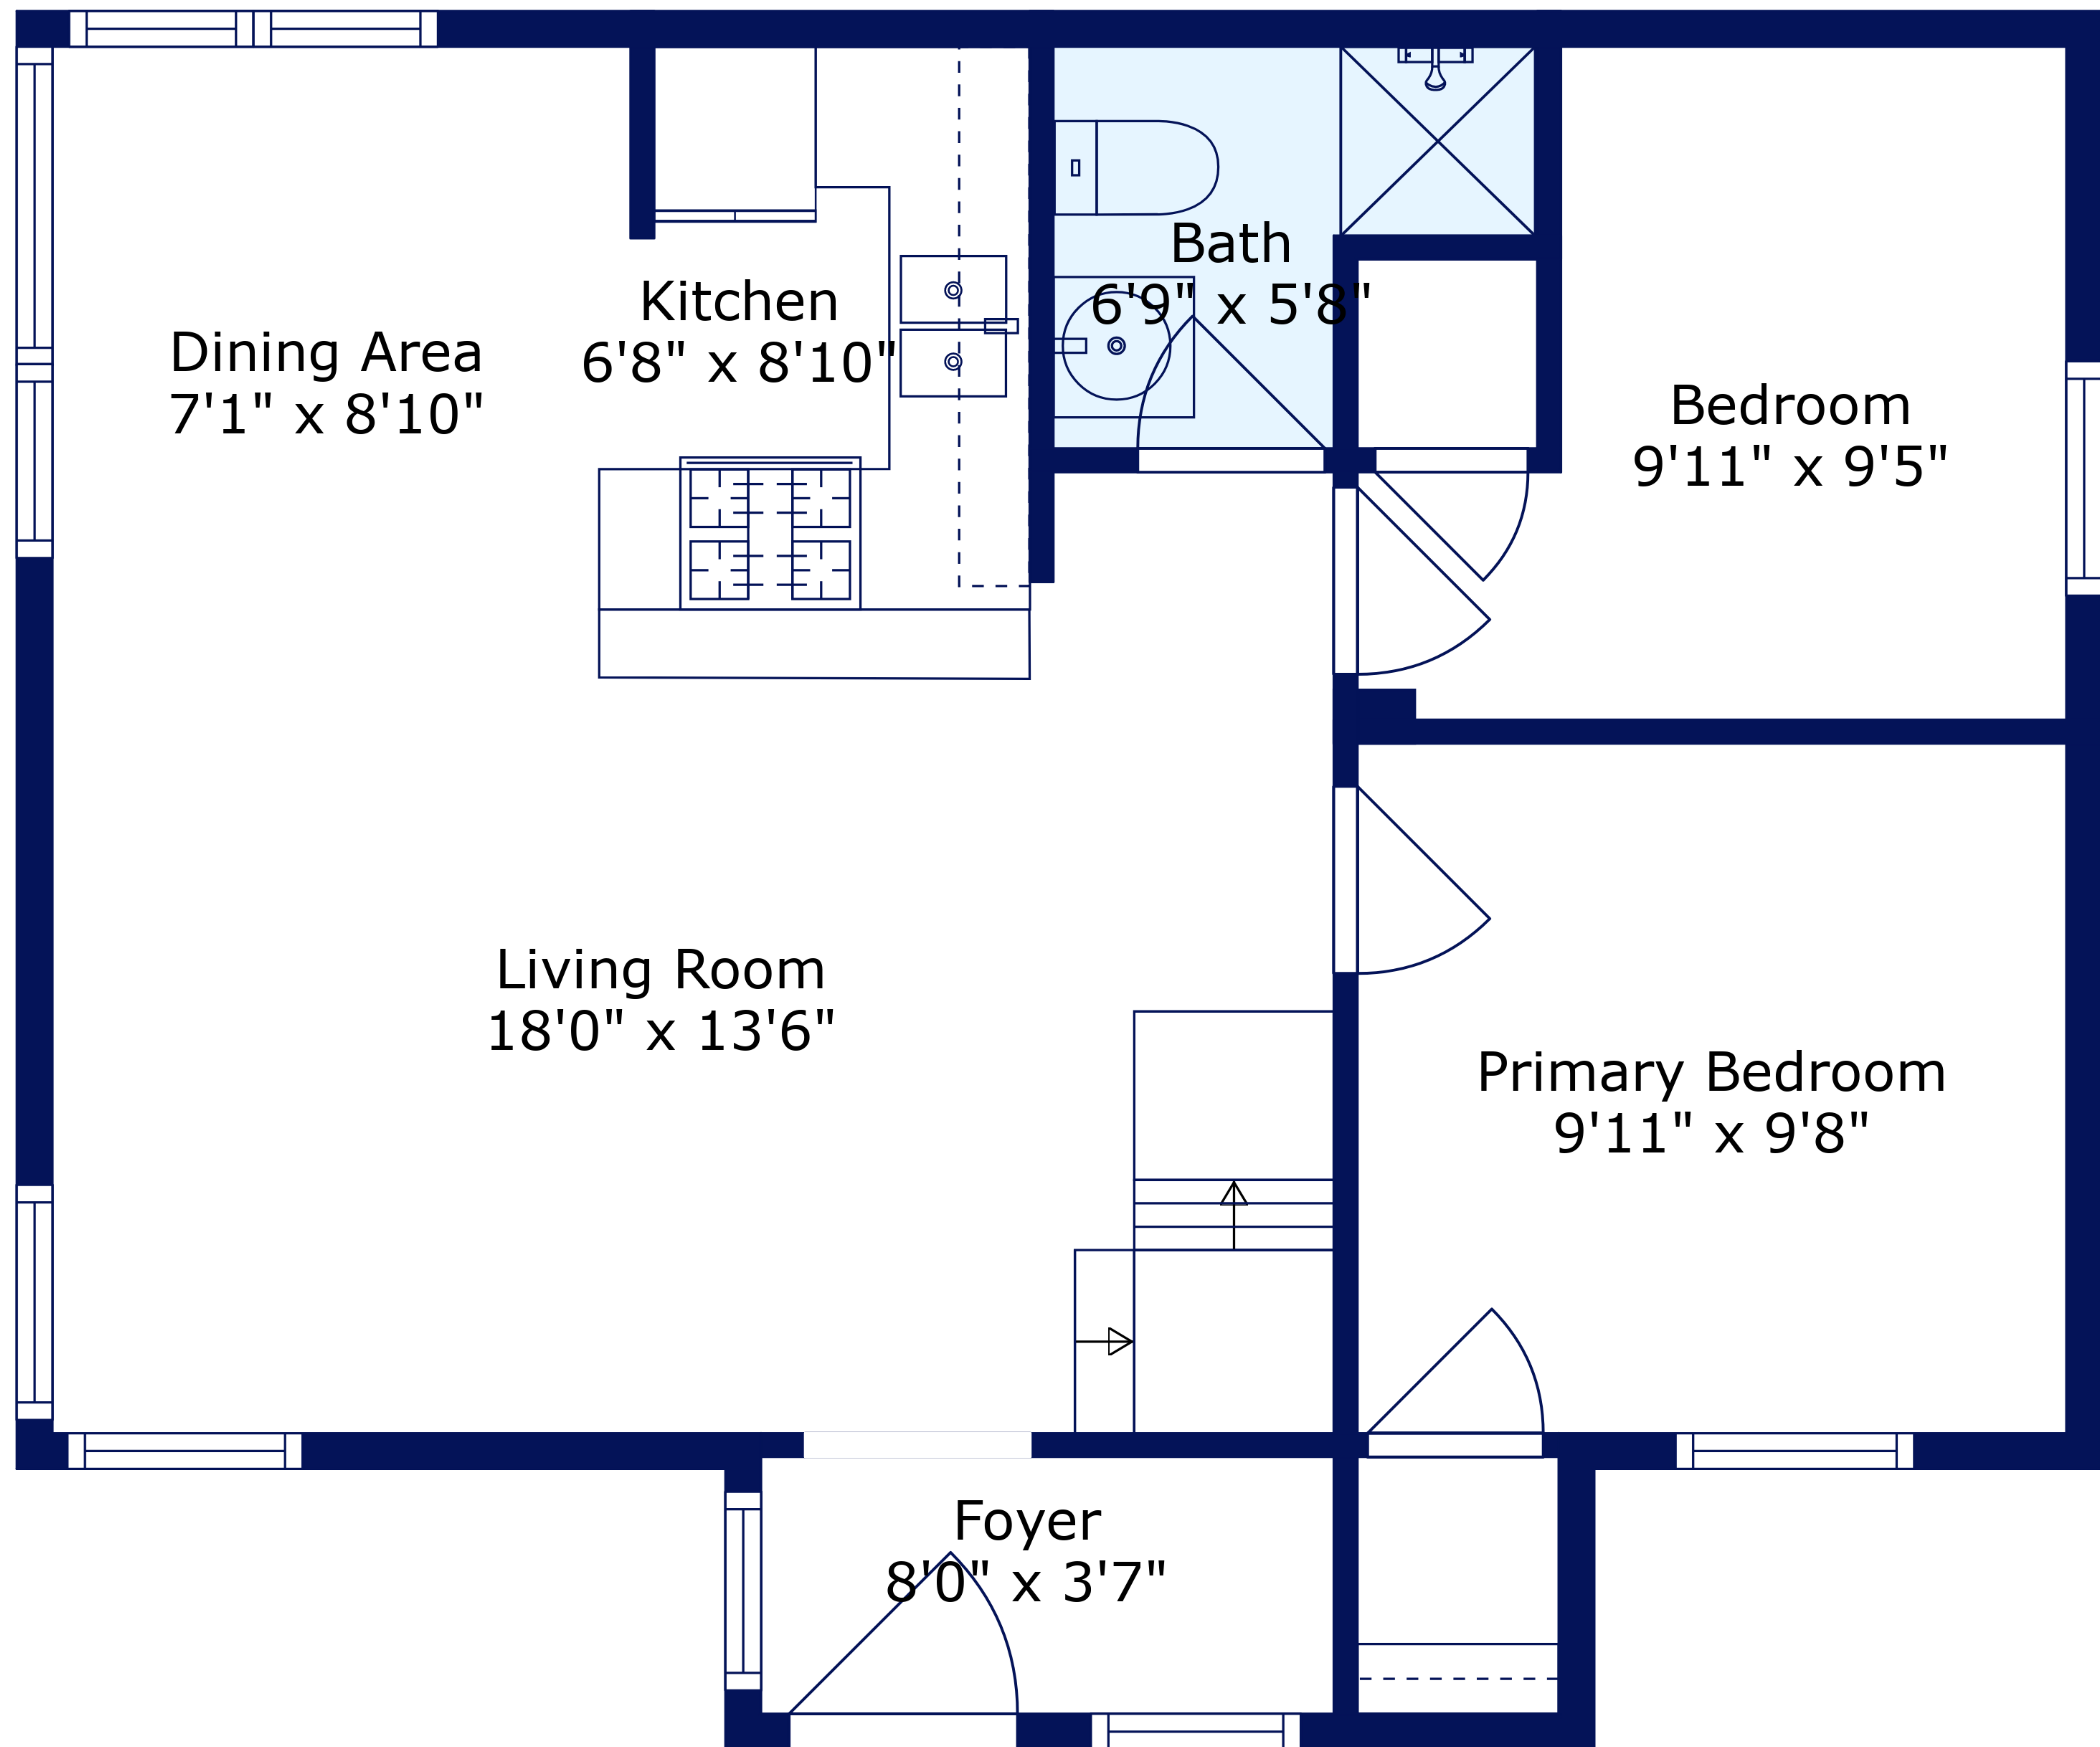 Bath
6'9" x 5'8"
Kitchen
6'8" x 8'10"
Dining Area
7'1" x 8'10"
Bedroom
9'11" x 9'5"
Living Room
18'0" x 13'6"
Primary Bedroom
9'11" x 9'8"
Foyer
8'0" x 3'7"